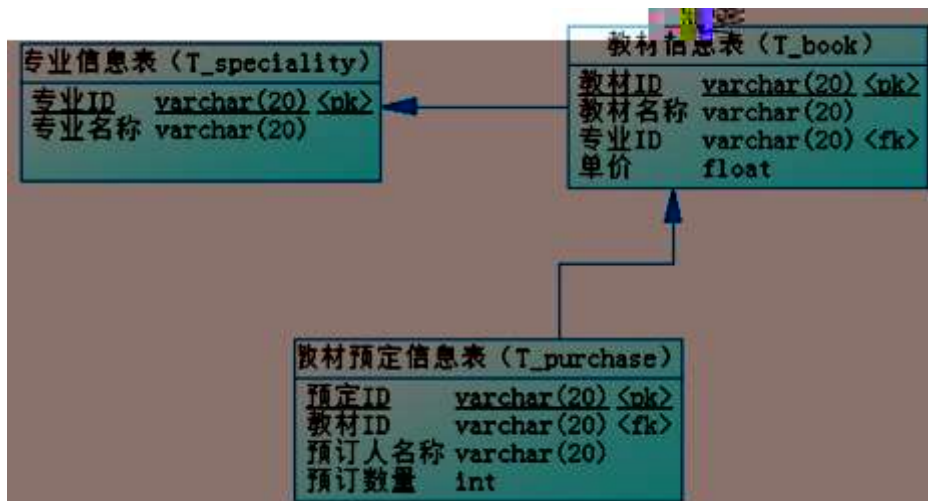 专业信息表（T_speciality）
专业ID varchar(20) <pk>
专业名称 varchar(20)
教材信息表（T_book）
教材ID varchar(20) <pk>
教材名称 varchar(20)
专业ID varchar(20) <fk>
单价 float
教材预定信息表（T_purchase）
预定ID varchar(20) <pk>
教材ID varchar(20) <fk>
预订人名称 varchar(20)
预订数量 int